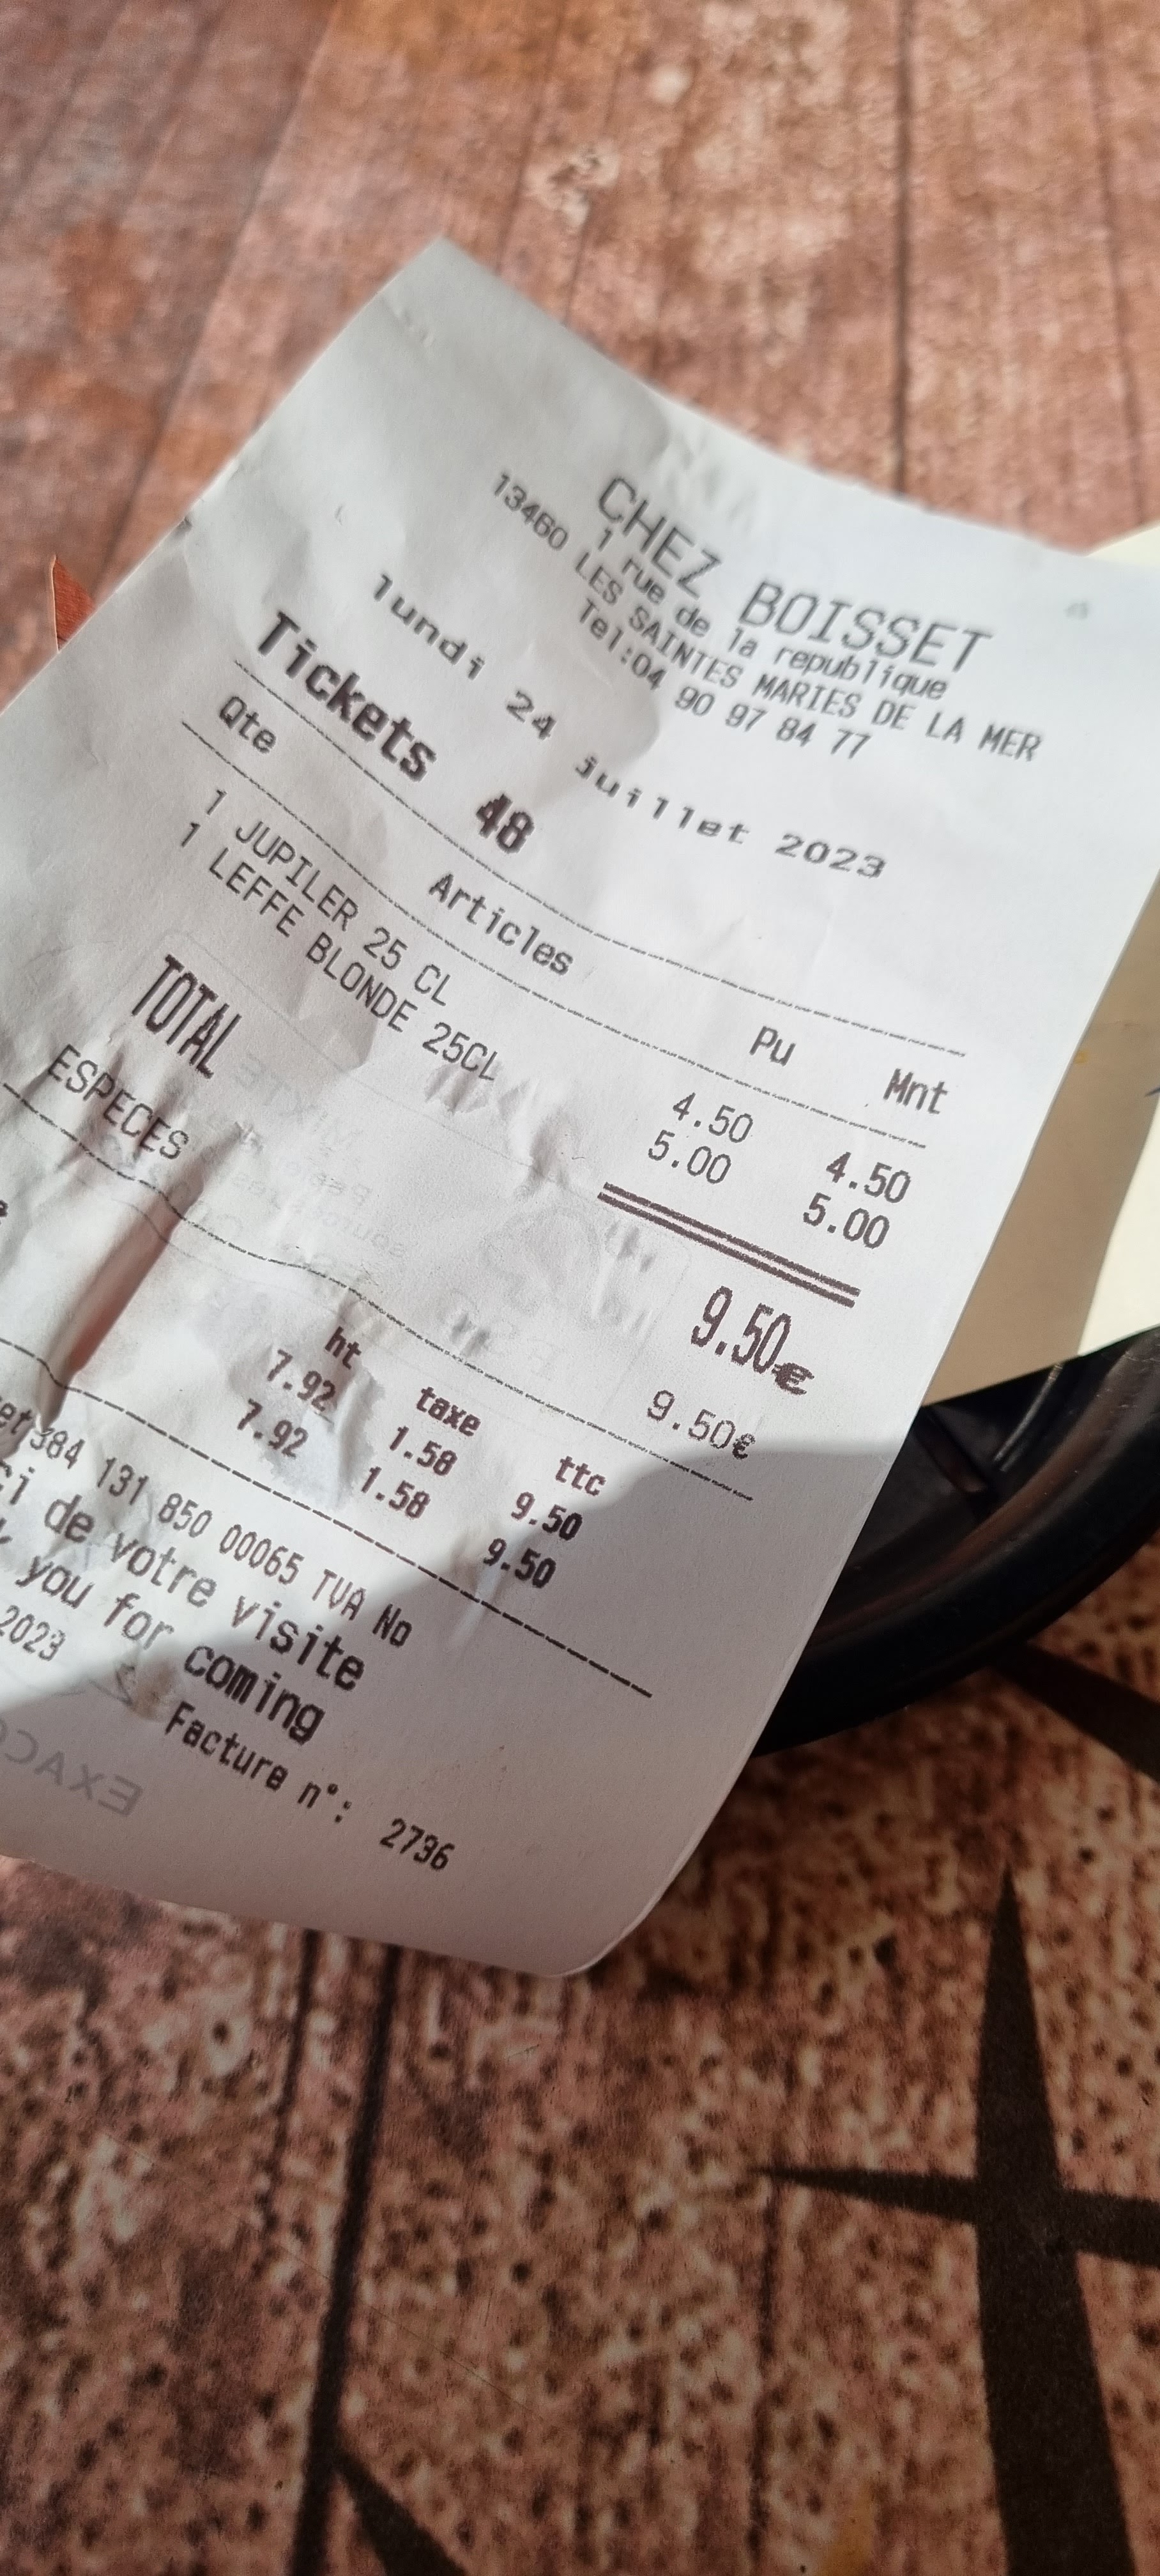 CHEZ BOISSET
1 rue de la republique
13460 LES SAINTES MARIES DE LA MER
Tel:04 90 97 84 77
lundi 24 juillet 2023
Tickets 48
Qte Articles Pu Mnt
1 JUPILER 25 CL 4.50 4.50
1 LEFFE BLONDE 25CL 5.00 5.00
TOTAL 9.50€
ESPECES 9.50€
ht taxe ttc
7.92 1.58 9.50
7.92 1.58 9.50
384 131 850 00065 TVA No
de votre visite
you for coming
2023 Facture n°: 2736